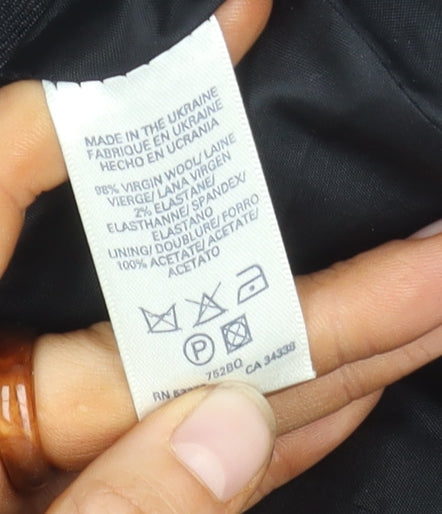 MADE IN THE UKRAINE
FABRIQUE EN UKRAINE
HECHO EN UCRANIA
98% VIRGIN WOOL/ LAINE
VIERGE/ LANA VIRGEN
2% ELASTANE/
ELASTHANNE/ SPANDEX/
ELASTANO
LINING/ DOUBLURE/ FORRO
100% ACETATE/ ACETATE/
ACETATO
P
752BO
RN CA 34338